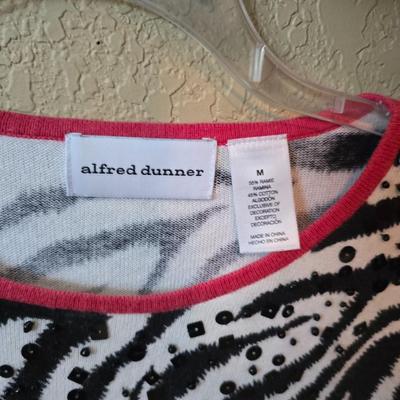 alfred dunner
M
55% RAMIE
RAMINA
45% COTTON
ALGODÓN
EXCLUSIVE OF
DECORATION
EXCEPTO
DECORACIÓN
MADE IN CHINA
HECHO EN CHINA